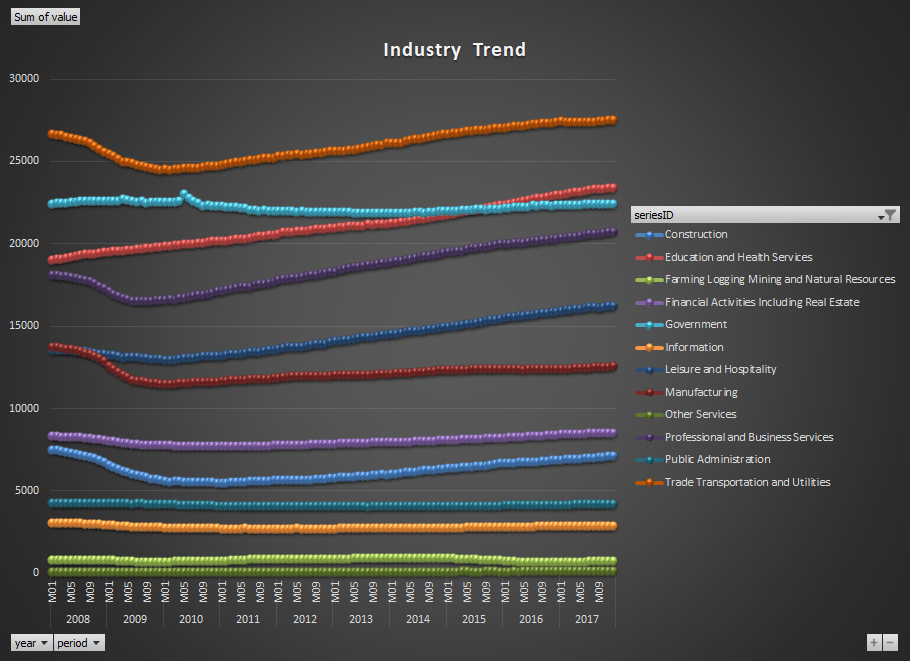 Sum of value
Industry Trend
30000
25000
20000
15000
10000
5000
0
seriesID
Construction
Education and Health Services
Farming Logging Mining and Natural Resources
Financial Activities Including Real Estate
Government
Information
Leisure and Hospitality
Manufacturing
Other Services
Professional and Business Services
Public Administration
Trade Transportation and Utilities
M01 M05 M09 M01 M05 M09 M01 M05 M09 M01 M05 M09 M01 M05 M09 M01 M05 M09 M01 M05 M09 M01 M05 M09 M01 M05 M09 M01 M05 M09
2008 2009 2010 2011 2012 2013 2014 2015 2016 2017
year period + −